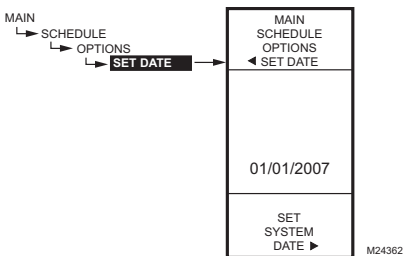 MAIN
SCHEDULE
OPTIONS
SET DATE
MAIN
SCHEDULE
OPTIONS
◄ SET DATE
01/01/2007
SET
SYSTEM
DATE ►
M24362